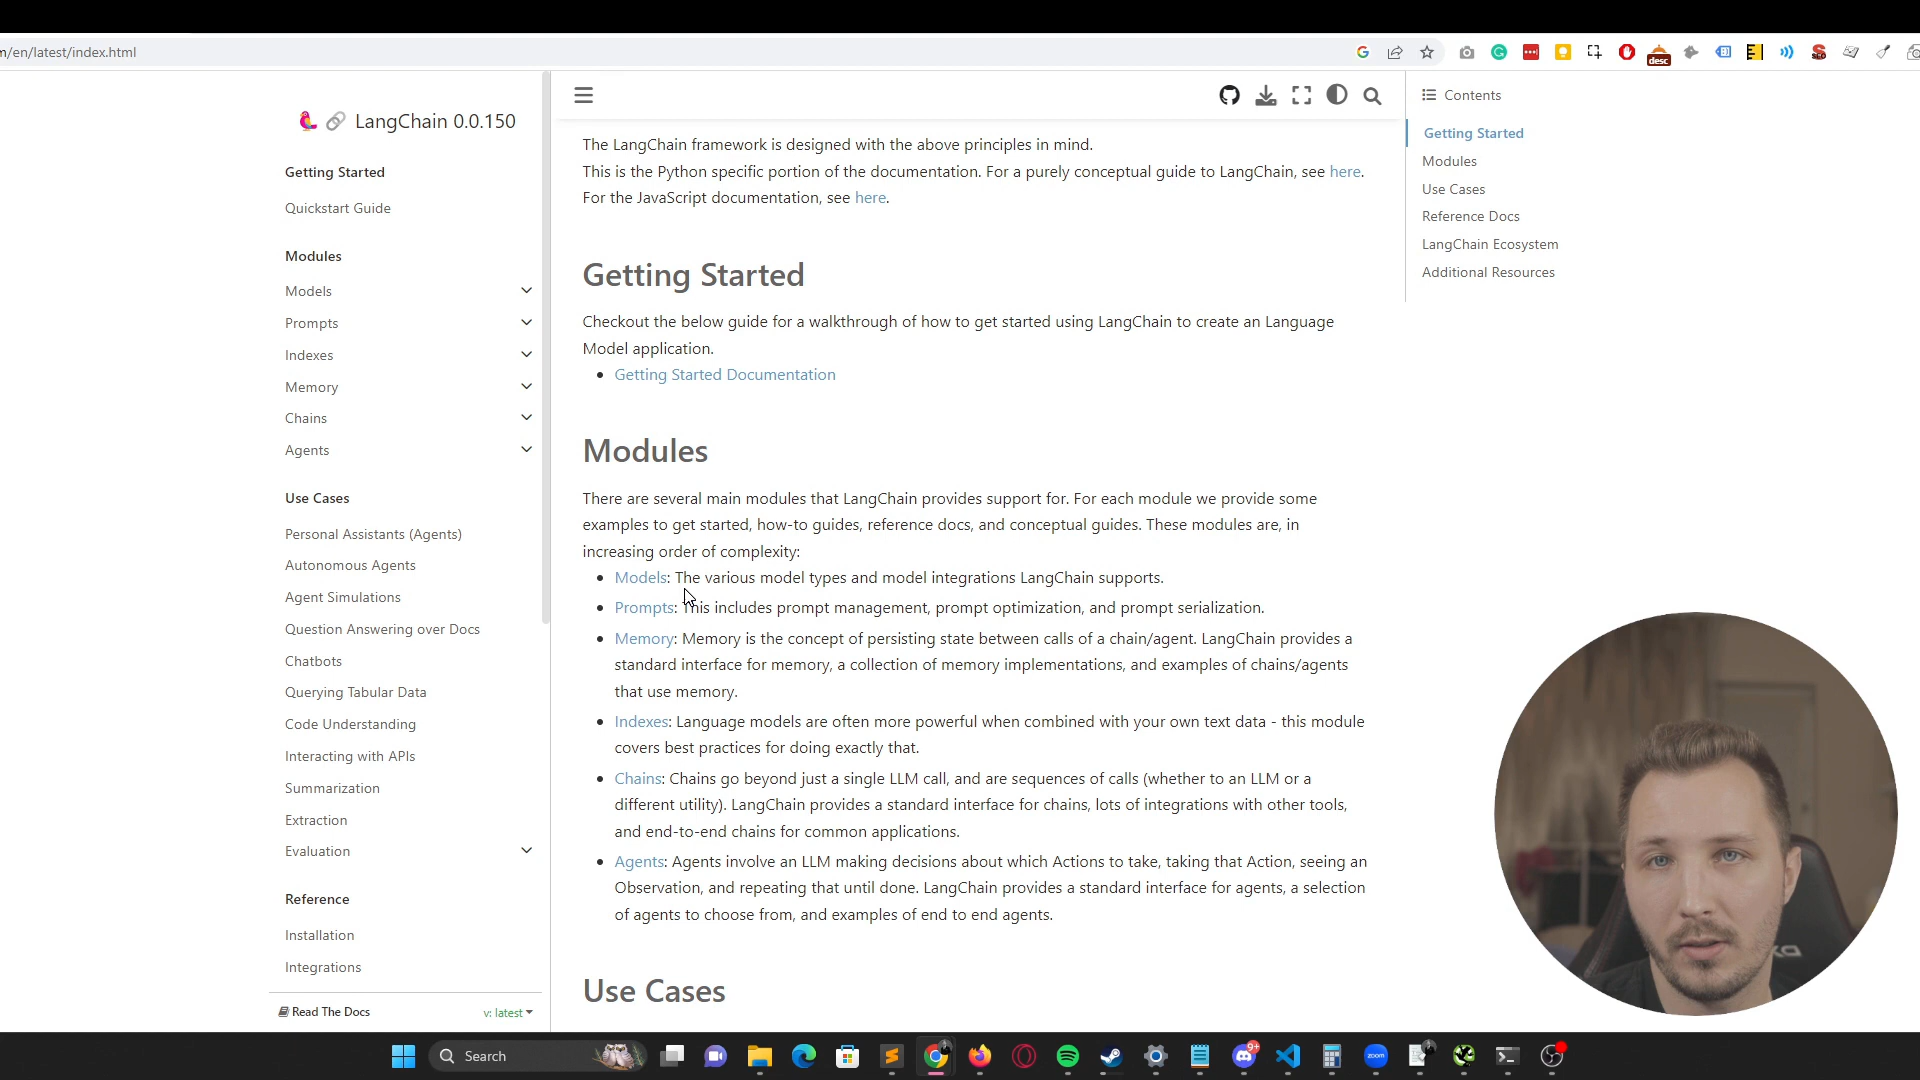 m/en/latest/index.html
desc
SEO
LangChain 0.0.150
Getting Started
Quickstart Guide
Modules
Models
Prompts
Indexes
Memory
Chains
Agents
Use Cases
Personal Assistants (Agents)
Autonomous Agents
Agent Simulations
Question Answering over Docs
Chatbots
Querying Tabular Data
Code Understanding
Interacting with APIs
Summarization
Extraction
Evaluation
Reference
Installation
Integrations
Read The Docs
v: latest
The LangChain framework is designed with the above principles in mind.
This is the Python specific portion of the documentation. For a purely conceptual guide to LangChain, see here.
For the JavaScript documentation, see here.
Getting Started
Checkout the below guide for a walkthrough of how to get started using LangChain to create an Language
Model application.
Getting Started Documentation
Modules
There are several main modules that LangChain provides support for. For each module we provide some
examples to get started, how-to guides, reference docs, and conceptual guides. These modules are, in
increasing order of complexity:
Models: The various model types and model integrations LangChain supports.
Prompts: This includes prompt management, prompt optimization, and prompt serialization.
Memory: Memory is the concept of persisting state between calls of a chain/agent. LangChain provides a
standard interface for memory, a collection of memory implementations, and examples of chains/agents
that use memory.
Indexes: Language models are often more powerful when combined with your own text data - this module
covers best practices for doing exactly that.
Chains: Chains go beyond just a single LLM call, and are sequences of calls (whether to an LLM or a
different utility). LangChain provides a standard interface for chains, lots of integrations with other tools,
and end-to-end chains for common applications.
Agents: Agents involve an LLM making decisions about which Actions to take, taking that Action, seeing an
Observation, and repeating that until done. LangChain provides a standard interface for agents, a selection
of agents to choose from, and examples of end to end agents.
Use Cases
Contents
Getting Started
Modules
Use Cases
Reference Docs
LangChain Ecosystem
Additional Resources
Search
9+
zoom